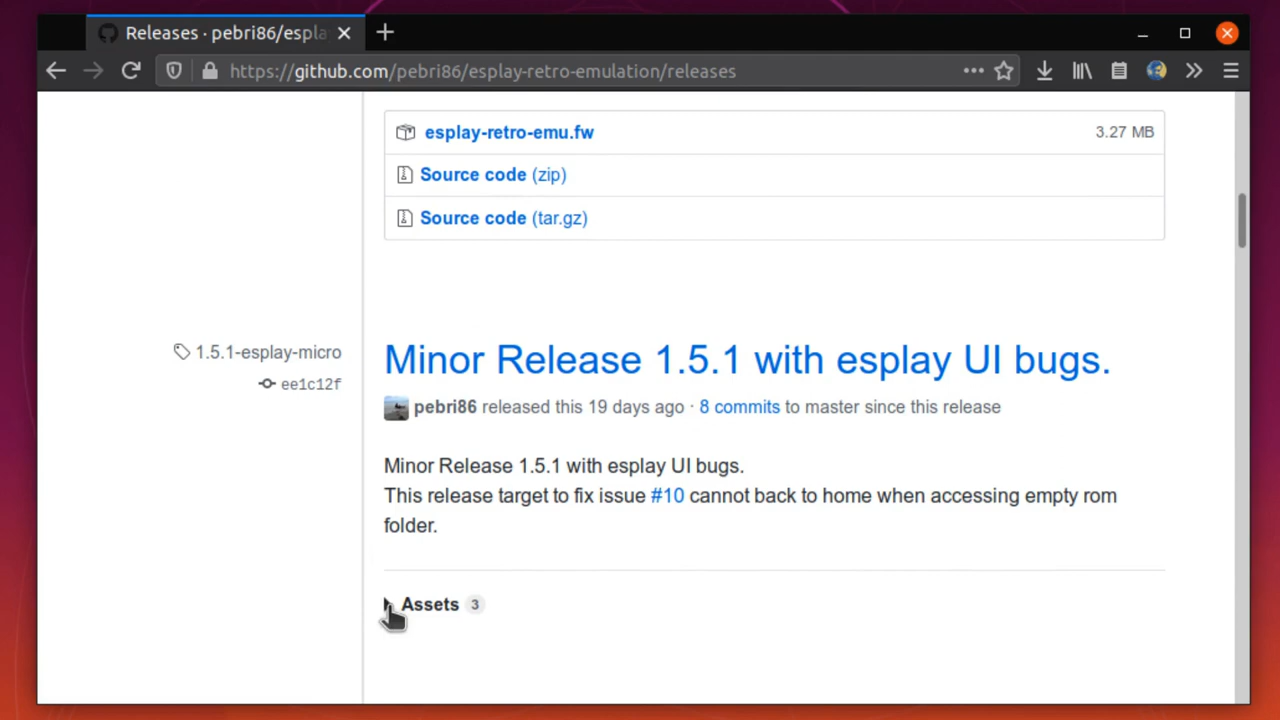 Releases · pebri86/espla
https://github.com/pebri86/esplay-retro-emulation/releases
esplay-retro-emu.fw 3.27 MB
Source code (zip)
Source code (tar.gz)
1.5.1-esplay-micro
ee1c12f
Minor Release 1.5.1 with esplay UI bugs.
pebri86 released this 19 days ago · 8 commits to master since this release
Minor Release 1.5.1 with esplay UI bugs.
This release target to fix issue #10 cannot back to home when accessing empty rom
folder.
Assets 3